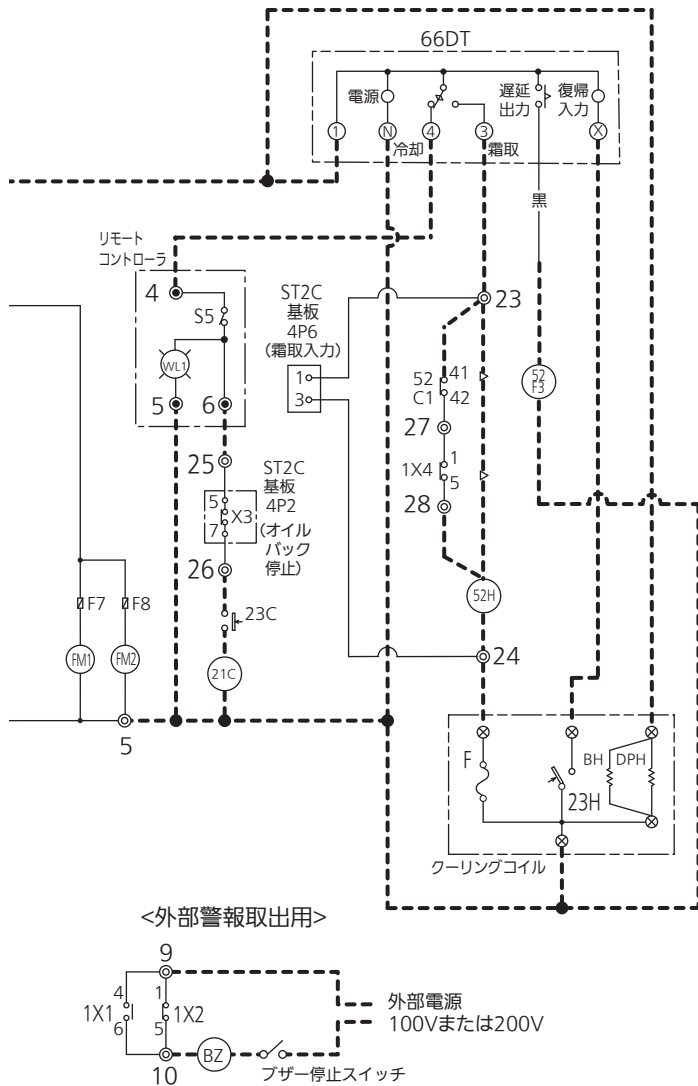 66DT
電源
遅延
出力
復帰
入力
1
N
冷却
4
3
霜取
X
黒
リモート
コントローラ
4
S5
WL1
5
6
ST2C
基板
4P6
(霜取入力)
1
3
23
52
C1
41
42
27
1X4
1
5
28
52
F3
25
ST2C
基板
4P2
(オイル
バック
停止)
5
X3
7
26
23C
21C
52H
24
F7
F8
FM1
FM2
5
F
23H
BH
DPH
クーリングコイル
<外部警報取出用>
9
4
1X1
6
1
1X2
5
10
BZ
ブザー停止スイッチ
外部電源
100Vまたは200V